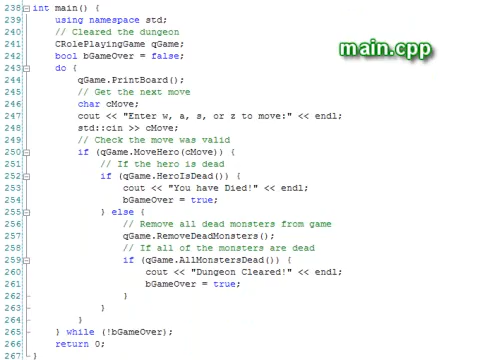 238 int main() {
239 using namespace std;
240 // Cleared the dungeon
241 CRolePlayingGame qGame;
242 bool bGameOver = false;
243 do {
244 qGame.PrintBoard();
245 // Get the next move
246 char cMove;
247 cout << "Enter w, a, s, or z to move:" << endl;
248 std::cin >> cMove;
249 // Check the move was valid
250 if (qGame.MoveHero(cMove)) {
251 // If the hero is dead
252 if (qGame.HeroIsDead()) {
253 cout << "You have Died!" << endl;
254 bGameOver = true;
255 } else {
256 // Remove all dead monsters from game
257 qGame.RemoveDeadMonsters();
258 // If all of the monsters are dead
259 if (qGame.AllMonstersDead()) {
260 cout << "Dungeon Cleared!" << endl;
261 bGameOver = true;
262 }
263 }
264 }
265 } while (!bGameOver);
266 return 0;
267 }
main.cpp